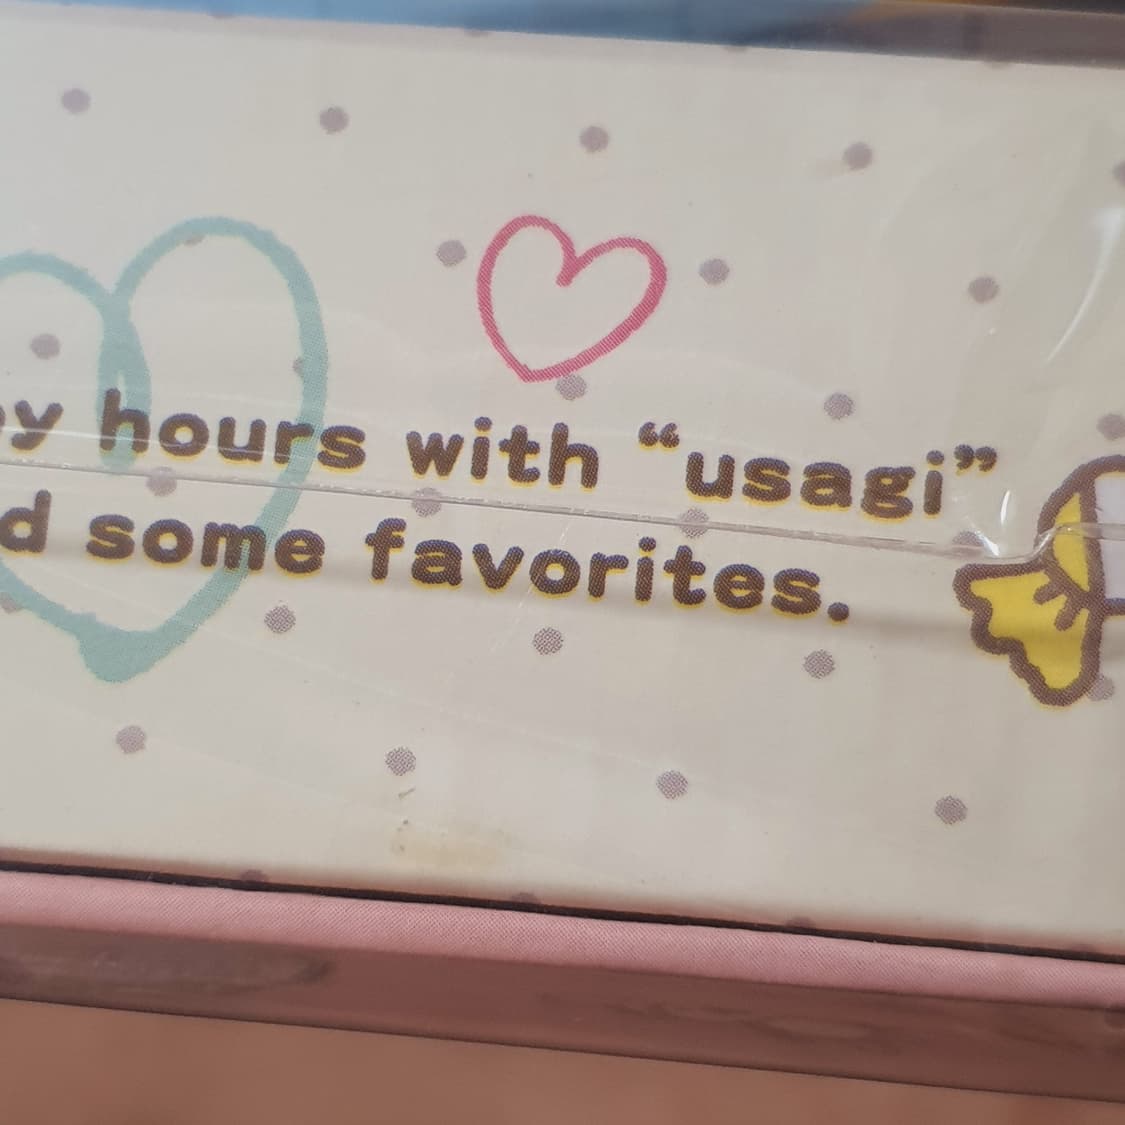 hours with “usagi”
some favorites.